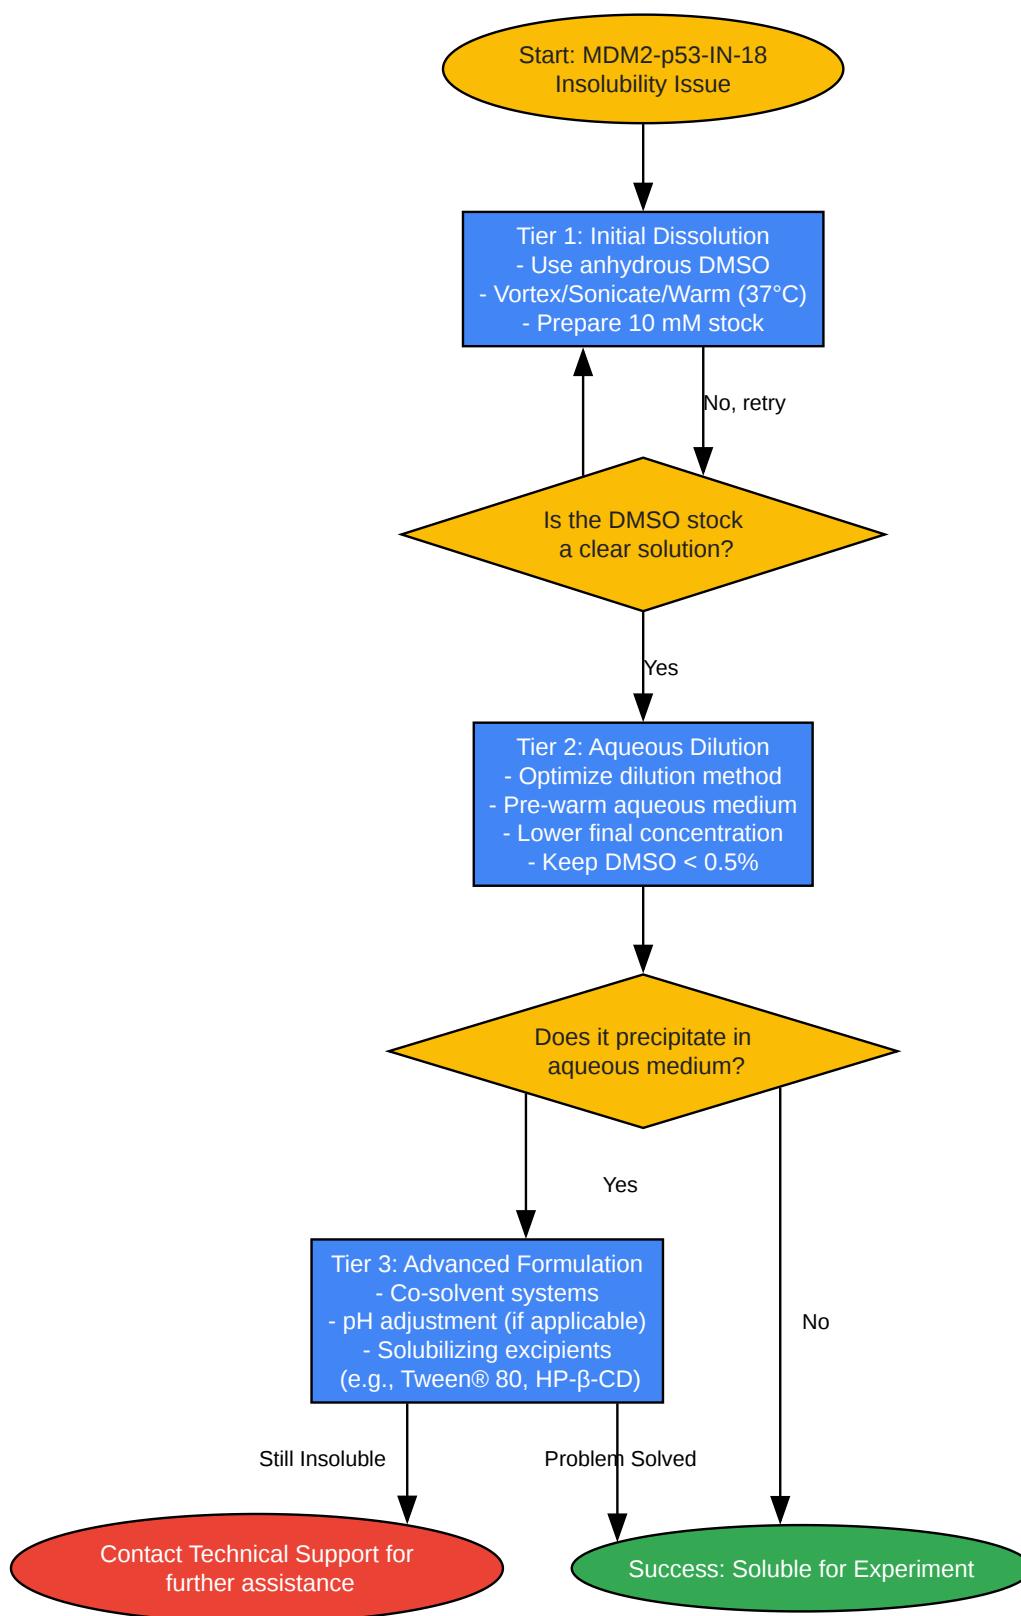 Start: MDM2-p53-IN-18
Insolubility Issue
Tier 1: Initial Dissolution
- Use anhydrous DMSO
- Vortex/Sonicate/Warm (37°C)
- Prepare 10 mM stock
No, retry
Is the DMSO stock
a clear solution?
Yes
Tier 2: Aqueous Dilution
- Optimize dilution method
- Pre-warm aqueous medium
- Lower final concentration
- Keep DMSO < 0.5%
Does it precipitate in
aqueous medium?
Yes
Tier 3: Advanced Formulation
- Co-solvent systems
- pH adjustment (if applicable)
- Solubilizing excipients
(e.g., Tween® 80, HP-β-CD)
No
Still Insoluble
Problem Solved
Contact Technical Support for
further assistance
Success: Soluble for Experiment